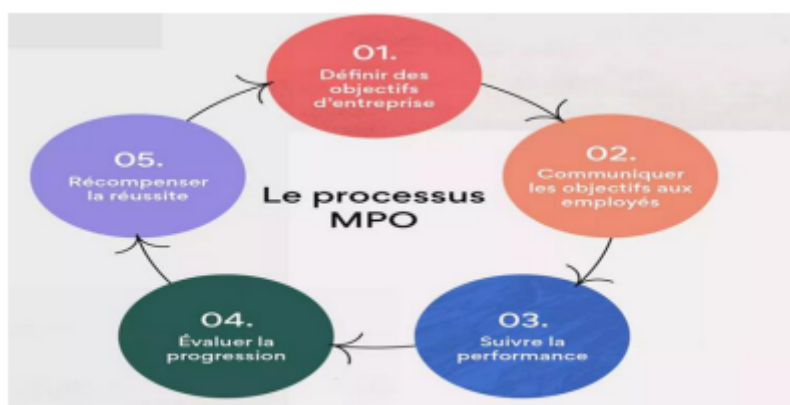 01.
Définir des
objectifs
d'entreprise
02.
Communiquer
les objectifs aux
employés
03.
Suivre la
performance
04.
Évaluer la
progression
05.
Récompenser
la réussite
Le processus
MPO